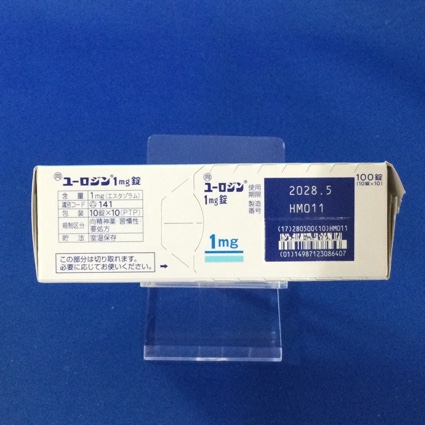 向 ユーロジン1mg錠
含量 1mg(エスタゾラム)
識別コード 141
包装 10錠×10(PTP)
規制区分 向精神薬 習慣性
要処方
貯法 室温保存
この部分は切り取れます。
必要に応じてお使いください。 →
向
ユーロジン
1mg錠
1mg
使用
期限
2028.5
製造
番号
HM011
100錠
(10錠×10)
(17)280500(10)HM011
(01)14987123086407